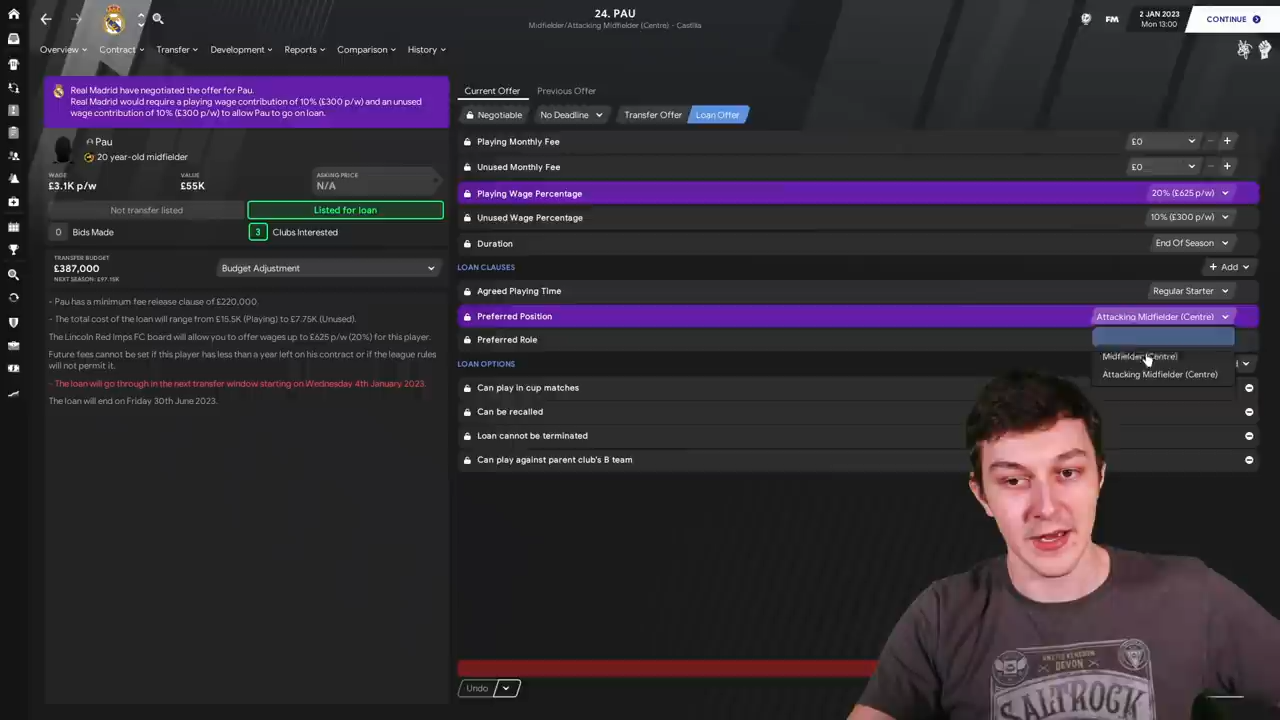 24. PAU
Midfielder/Attacking Midfielder (Centre) - Castilla
FM
2 JAN 2023
Mon 13:00
CONTINUE
Overview
Contract
Transfer
Development
Reports
Comparison
History
Real Madrid have negotiated the offer for Pau.
Real Madrid would require a playing wage contribution of 10% (£300 p/w) and an unused
wage contribution of 10% (£300 p/w) to allow Pau to go on loan.
Pau
20 year-old midfielder
WAGE
£3.1K p/w
VALUE
£55K
ASKING PRICE
N/A
Not transfer listed
Listed for loan
0 Bids Made
3 Clubs Interested
TRANSFER BUDGET
£387,000
NEXT SEASON: £97.75K
Budget Adjustment
- Pau has a minimum fee release clause of £220,000.
- The total cost of the loan will range from £15.5K (Playing) to £7.75K (Unused).
The Lincoln Red Imps FC board will allow you to offer wages up to £625 p/w (20%) for this player.
Future fees cannot be set if this player has less than a year left on his contract or if the league rules
will not permit it.
- The loan will go through in the next transfer window starting on Wednesday 4th January 2023.
The loan will end on Friday 30th June 2023.
Current Offer
Previous Offer
Negotiable
No Deadline
Transfer Offer
Loan Offer
Playing Monthly Fee £0
Unused Monthly Fee £0
Playing Wage Percentage 20% (£625 p/w)
Unused Wage Percentage 10% (£300 p/w)
Duration End Of Season
LOAN CLAUSES
+ Add
Agreed Playing Time Regular Starter
Preferred Position Attacking Midfielder (Centre)
Preferred Role
Midfielder (Centre)
Attacking Midfielder (Centre)
LOAN OPTIONS
Can play in cup matches
Can be recalled
Loan cannot be terminated
Can play against parent club's B team
Undo
UNITED KINGDOM
DEVON
SALTROCK